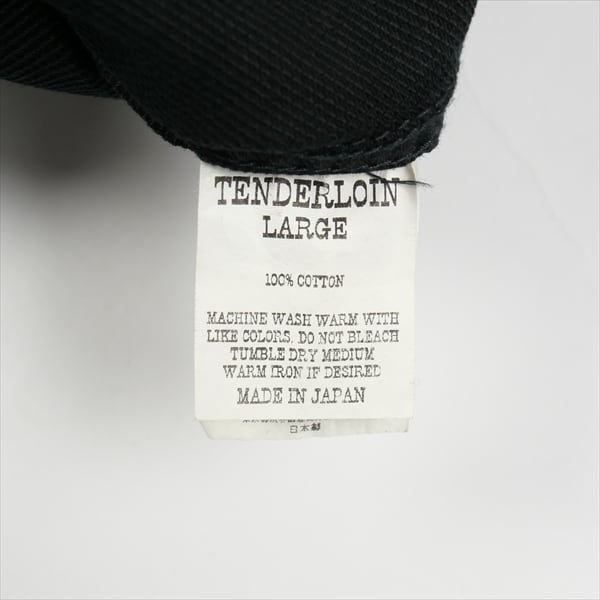 TENDERLOIN
LARGE
100% COTTON
MACHINE WASH WARM WITH
LIKE COLORS. DO NOT BLEACH
TUMBLE DRY MEDIUM
WARM IRON IF DESIRED
MADE IN JAPAN
日本製